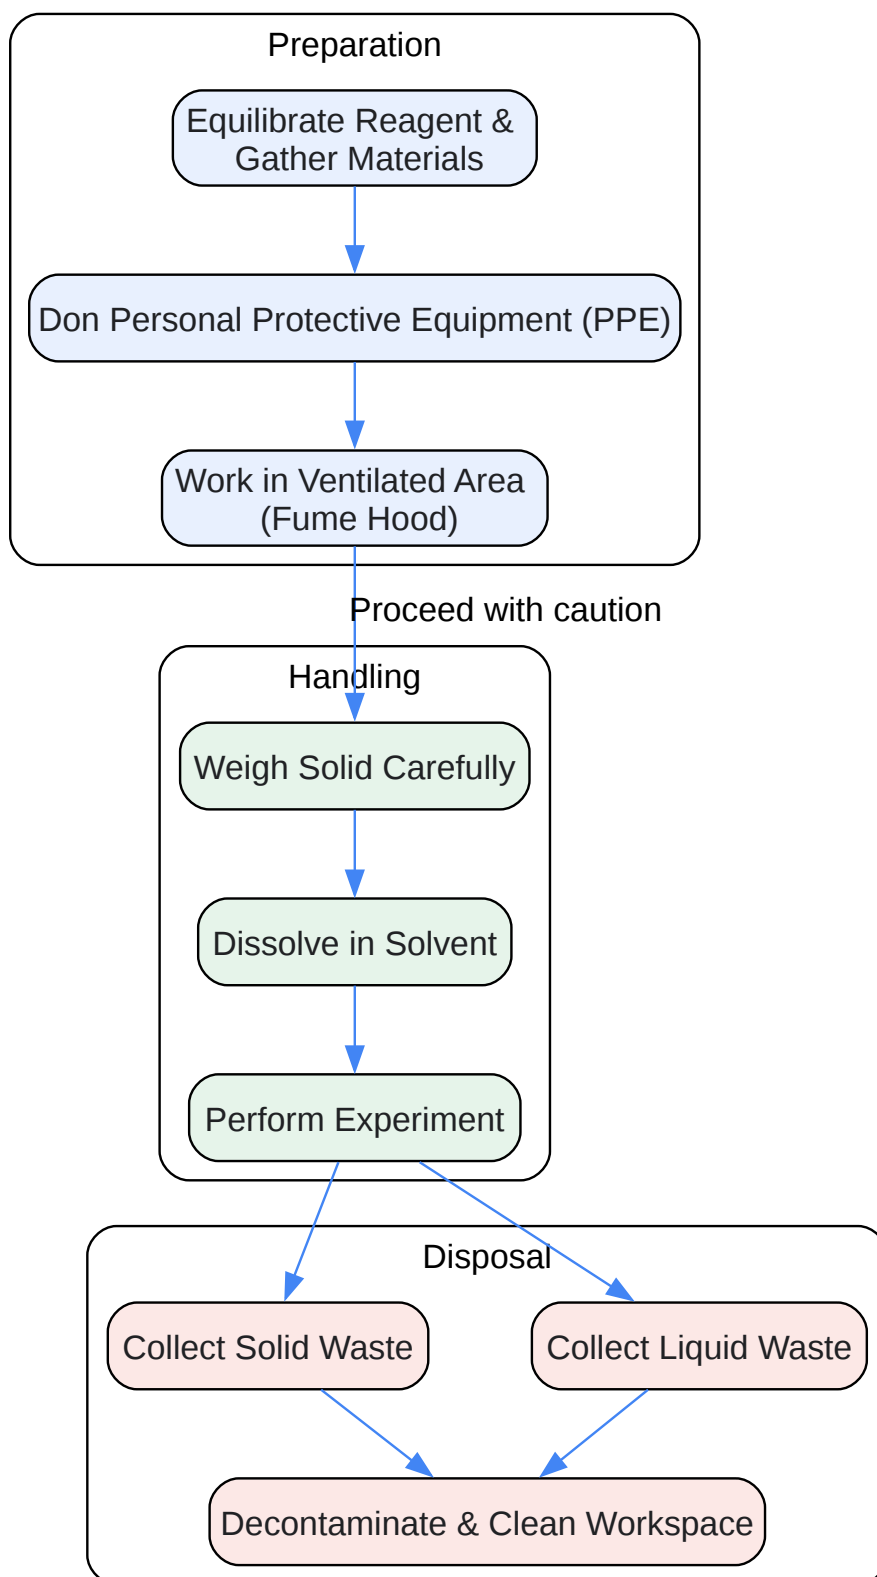 Preparation
Equilibrate Reagent &
Gather Materials
Don Personal Protective Equipment (PPE)
Work in Ventilated Area
(Fume Hood)
Proceed with caution
Handling
Weigh Solid Carefully
Dissolve in Solvent
Perform Experiment
Disposal
Collect Solid Waste
Collect Liquid Waste
Decontaminate & Clean Workspace